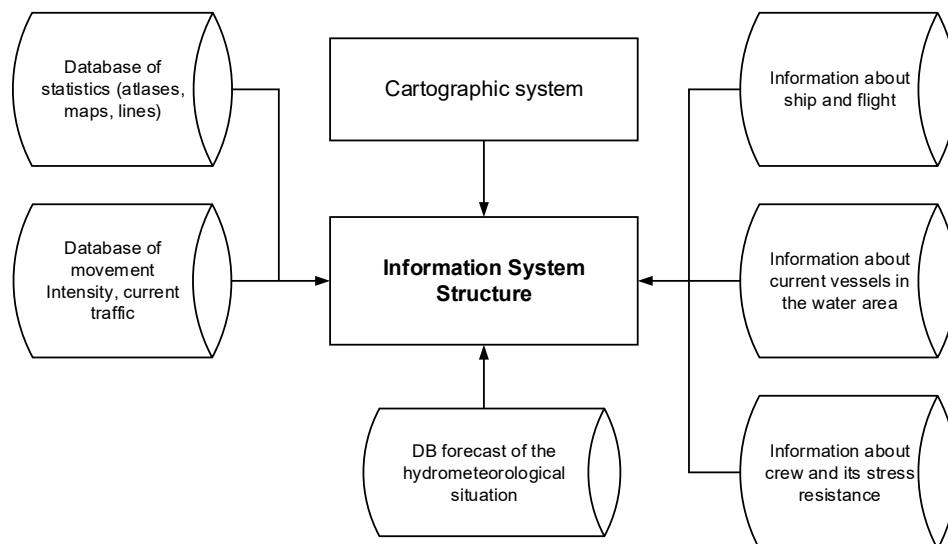 Database of
statistics (atlases,
maps, lines)
Cartographic system
Information about
ship and flight
Database of
movement
Intensity, current
traffic
Information System
Structure
Information about
current vessels in
the water area
DB forecast of the
hydrometeorological
situation
Information about
crew and its stress
resistance